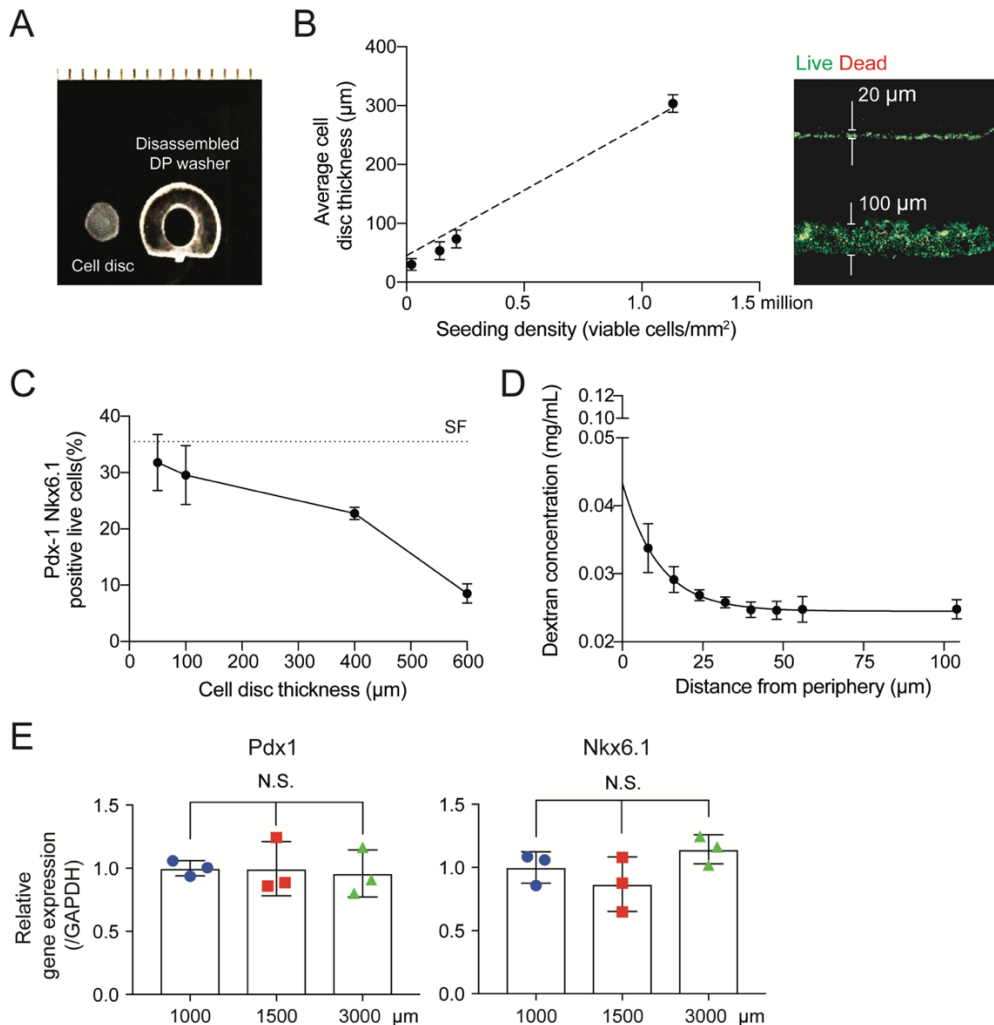 A
Disassembled
DP washer
Cell disc
B
Average cell
disc thickness (µm)
400
300
200
100
0
0
0.5
1.0
1.5 million
Seeding density (viable cells/mm²)
Live Dead
20 µm
100 µm
C
Pdx-1 Nkx6.1
positive live cells(%)
40
30
20
10
0
SF
0
100
200
300
400
500
600
Cell disc thickness (µm)
D
Dextran concentration (mg/mL)
0.12
0.10
0.05
0.04
0.03
0.02
0
25
50
75
100
Distance from periphery (µm)
E
Relative
gene expression
(/GAPDH)
Pdx1
N.S.
1.5
1.0
0.5
0.0
1000
1500
3000
µm
Nkx6.1
N.S.
1.5
1.0
0.5
0.0
1000
1500
3000
µm